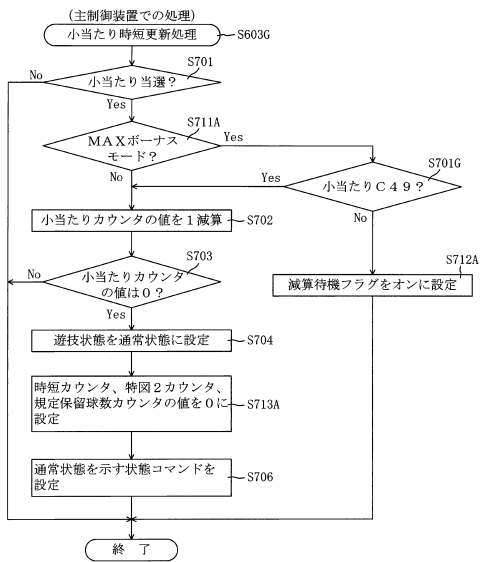 (主制御装置での処理)
小当たり時短更新処理
S603G
S701
No
小当たり当選？
Yes
S711A
MAXボーナス
モード？
Yes
No
S701G
Yes
小当たりC49？
No
小当たりカウンタの値を1減算
S702
S703
No
小当たりカウンタ
の値は0？
Yes
S712A
減算待機フラグをオンに設定
遊技状態を通常状態に設定
S704
時短カウンタ、特図2カウンタ、
規定保留球数カウンタの値を0に
設定
S713A
通常状態を示す状態コマンドを
設定
S706
終 了